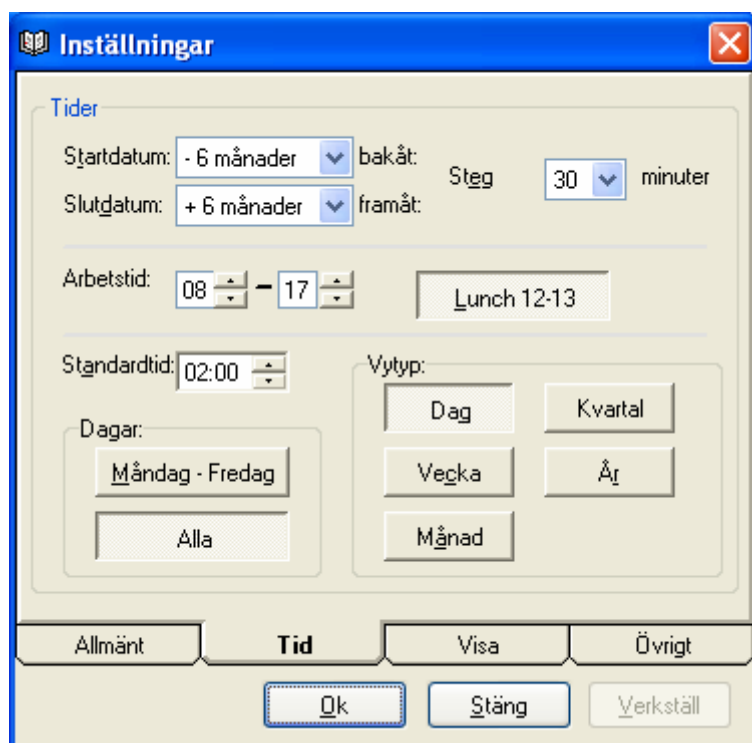 Inställningar
Tider
Startdatum: - 6 månader bakåt:
Steg 30 minuter
Slutdatum: + 6 månader framåt:
Arbetstid: 08 – 17 Lunch 12-13
Standardtid: 02:00
Vytyp:
Dag Kvartal
Dagar:
Måndag - Fredag
Vecka År
Alla
Månad
Allmänt Tid Visa Övrigt
Ok Stäng Verkställ